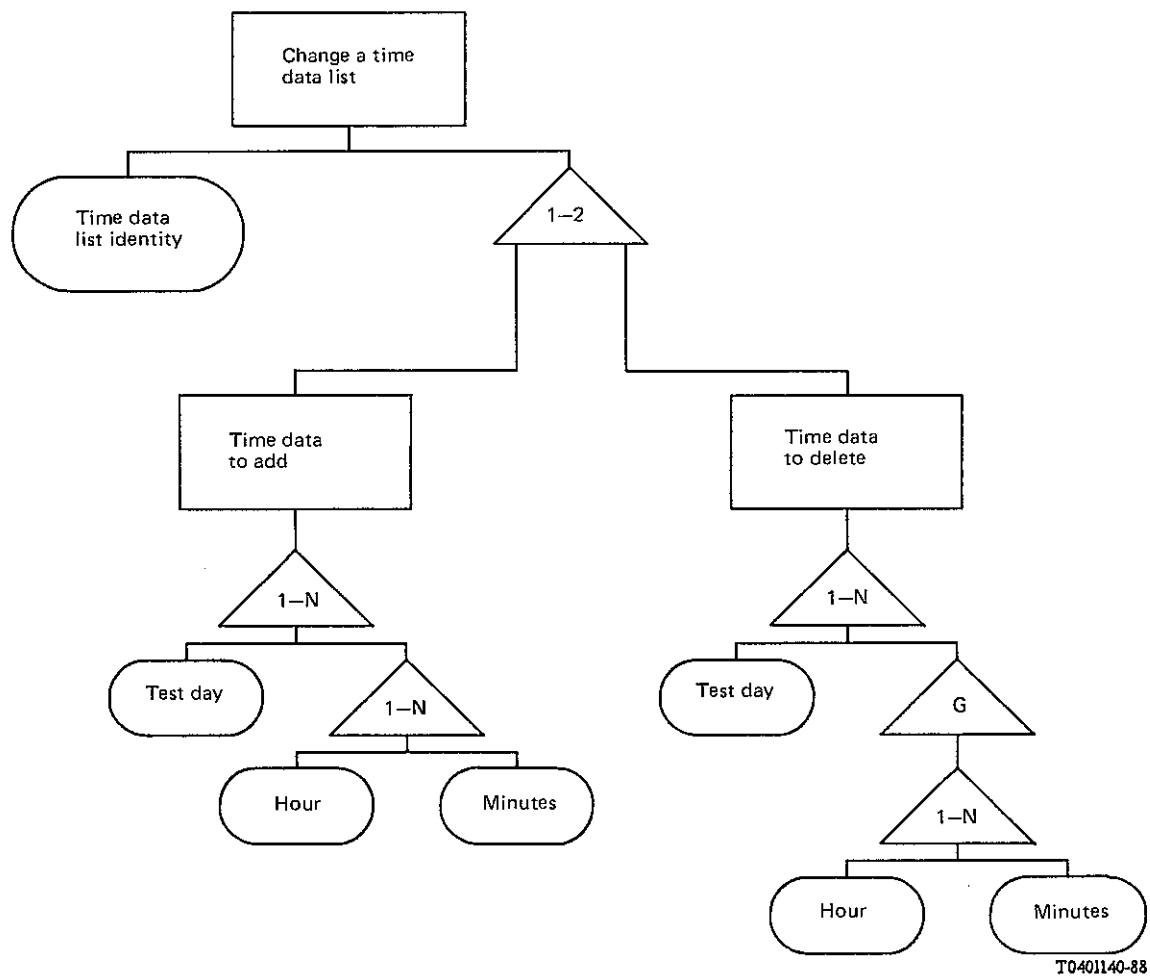 Change a time
data list
Time data
list identity
1–2
Time data
to add
Time data
to delete
1–N
1–N
Test day
1–N
Test day
G
Hour
Minutes
1–N
Hour
Minutes
T0401140-88